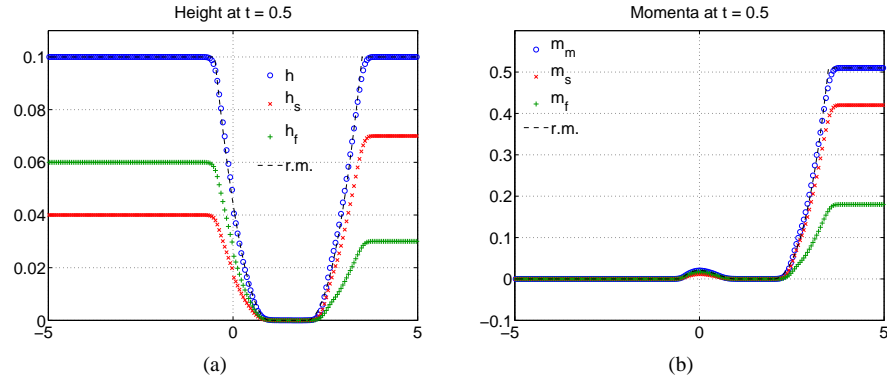 Height at t = 0.5
0.1
0.08
0.06
0.04
0.02
0
−5
0
5
h
h_s
h_f
r.m.
(a)
Momenta at t = 0.5
0.5
0.4
0.3
0.2
0.1
0
−0.1
−5
0
5
m_m
m_s
m_f
r.m.
(b)